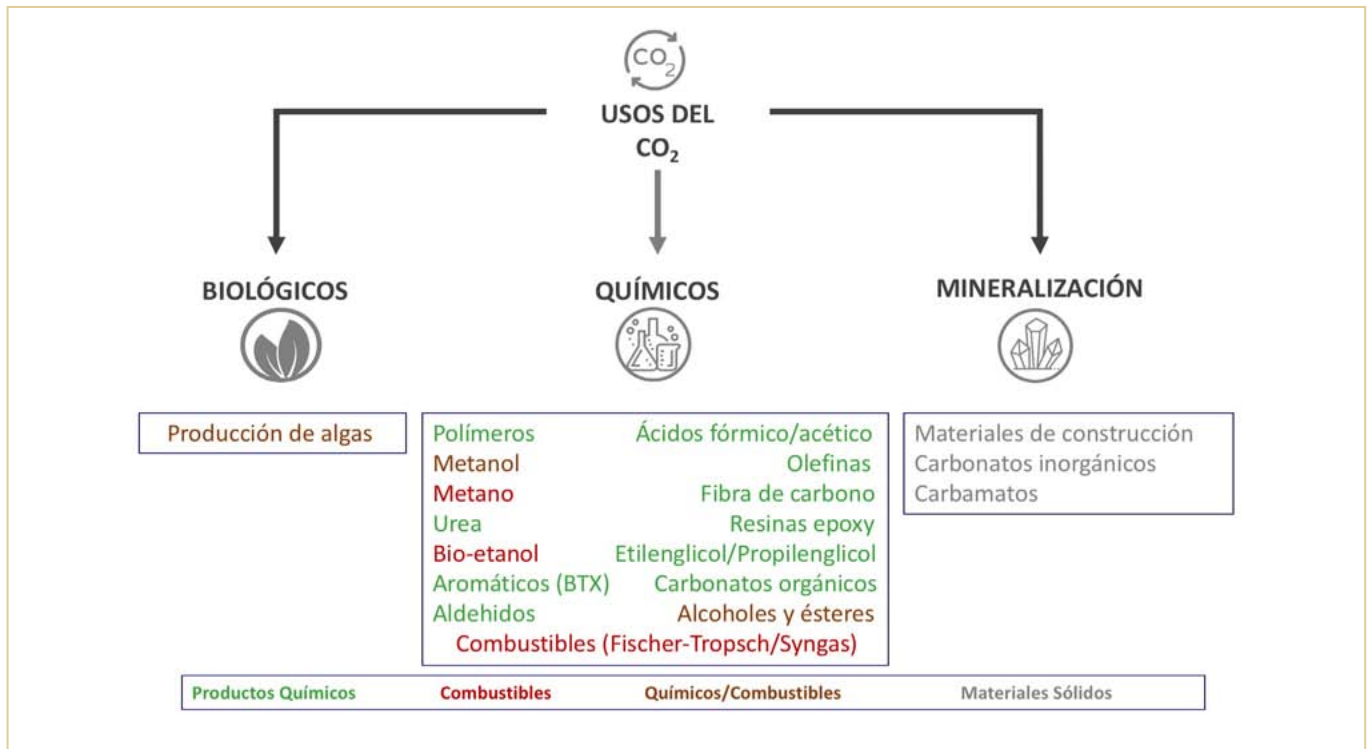 CO2
USOS DEL
CO2
BIOLÓGICOS
QUÍMICOS
MINERALIZACIÓN
Producción de algas
Polímeros
Metanol
Metano
Urea
Bio-etanol
Aromáticos (BTX)
Aldehidos
Ácidos fórmico/acético
Olefinas
Fibra de carbono
Resinas epoxy
Etilenglicol/Propilenglicol
Carbonatos orgánicos
Alcoholes y ésteres
Combustibles (Fischer-Tropsch/Syngas)
Materiales de construcción
Carbonatos inorgánicos
Carbamatos
Productos Químicos
Combustibles
Químicos/Combustibles
Materiales Sólidos